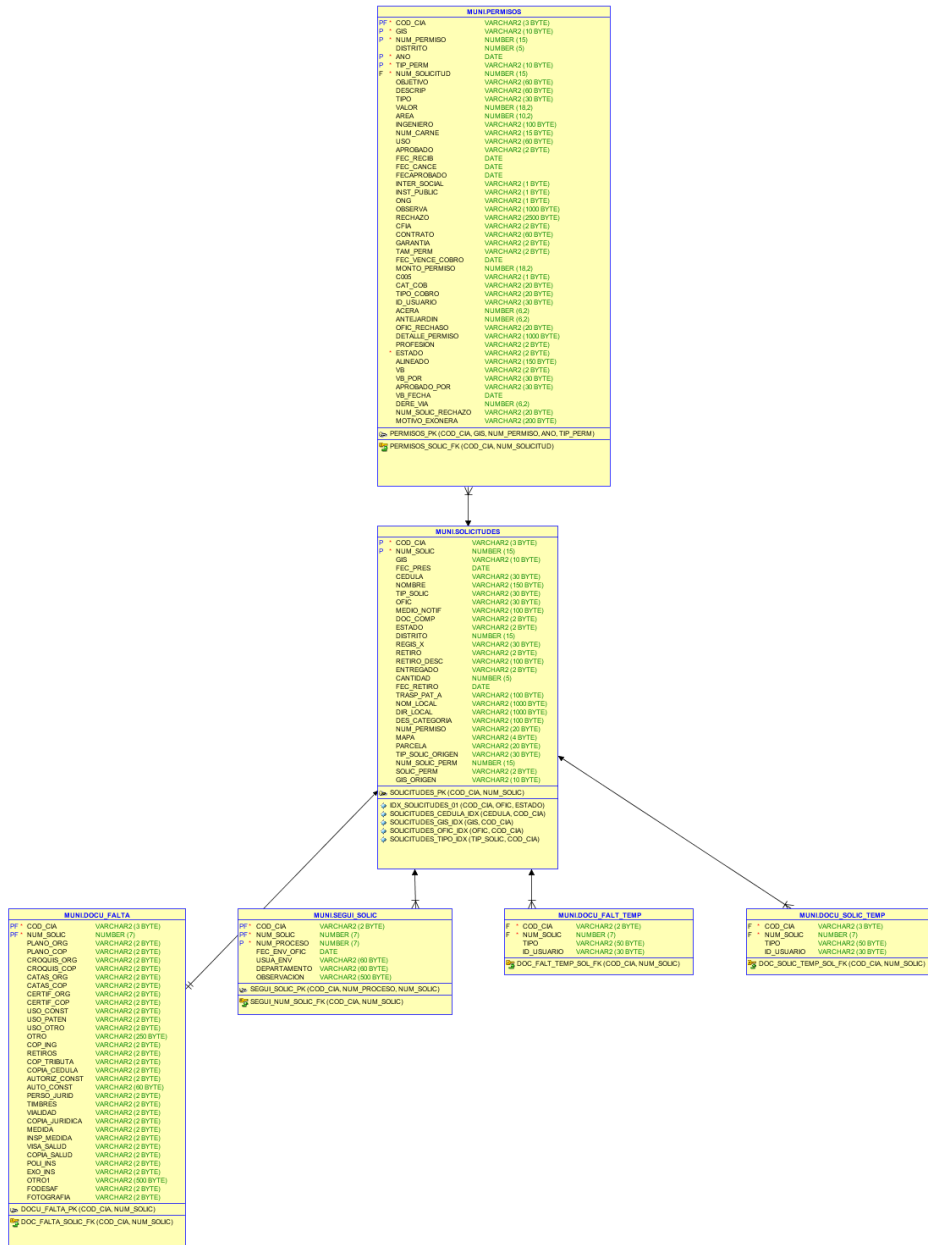 MUNI.PERMISOS
PF * COD_CIA VARCHAR2 (3 BYTE)
P * GIS VARCHAR2 (10 BYTE)
P * NUM_PERMISO NUMBER (15)
DISTRITO NUMBER (5)
P * ANO DATE
P * TIP_PERM VARCHAR2 (10 BYTE)
F * NUM_SOLICITUD NUMBER (15)
OBJETIVO VARCHAR2 (60 BYTE)
DESCRIP VARCHAR2 (60 BYTE)
TIPO VARCHAR2 (30 BYTE)
VALOR NUMBER (18,2)
AREA NUMBER (10,2)
INGENIERO VARCHAR2 (100 BYTE)
NUM_CARNE VARCHAR2 (15 BYTE)
USO VARCHAR2 (60 BYTE)
APROBADO VARCHAR2 (2 BYTE)
FEC_RECIB DATE
FEC_CANCE DATE
FECAPROBADO DATE
INTER_SOCIAL VARCHAR2 (1 BYTE)
INST_PUBLIC VARCHAR2 (1 BYTE)
ONG VARCHAR2 (1 BYTE)
OBSERVA VARCHAR2 (1000 BYTE)
RECHAZO VARCHAR2 (2500 BYTE)
CFIA VARCHAR2 (2 BYTE)
CONTRATO VARCHAR2 (60 BYTE)
GARANTIA VARCHAR2 (2 BYTE)
TAM_PERM VARCHAR2 (2 BYTE)
FEC_VENCE_COBRO DATE
MONTO_PERMISO NUMBER (18,2)
C005 VARCHAR2 (1 BYTE)
CAT_COB VARCHAR2 (20 BYTE)
TIPO_COBRO VARCHAR2 (20 BYTE)
ID_USUARIO VARCHAR2 (30 BYTE)
ACERA NUMBER (6,2)
ANTEJARDIN NUMBER (6,2)
OFIC_RECHASO VARCHAR2 (20 BYTE)
DETALLE_PERMISO VARCHAR2 (1000 BYTE)
PROFESION VARCHAR2 (2 BYTE)
* ESTADO VARCHAR2 (2 BYTE)
ALINEADO VARCHAR2 (150 BYTE)
VB VARCHAR2 (2 BYTE)
VB_POR VARCHAR2 (30 BYTE)
APROBADO_POR VARCHAR2 (30 BYTE)
VB_FECHA DATE
DERE_VIA NUMBER (6,2)
NUM_SOLIC_RECHAZO VARCHAR2 (20 BYTE)
MOTIVO_EXONERA VARCHAR2 (200 BYTE)
PERMISOS_PK (COD_CIA, GIS, NUM_PERMISO, ANO, TIP_PERM)
PERMISOS_SOLIC_FK (COD_CIA, NUM_SOLICITUD)
MUNI.SOLICITUDES
P * COD_CIA VARCHAR2 (3 BYTE)
P * NUM_SOLIC NUMBER (15)
GIS VARCHAR2 (10 BYTE)
FEC_PRES DATE
CEDULA VARCHAR2 (30 BYTE)
NOMBRE VARCHAR2 (150 BYTE)
TIP_SOLIC VARCHAR2 (30 BYTE)
OFIC VARCHAR2 (30 BYTE)
MEDIO_NOTIF VARCHAR2 (100 BYTE)
DOC_COMP VARCHAR2 (2 BYTE)
ESTADO VARCHAR2 (2 BYTE)
DISTRITO NUMBER (15)
REGIS_X VARCHAR2 (30 BYTE)
RETIRO VARCHAR2 (2 BYTE)
RETIRO_DESC VARCHAR2 (100 BYTE)
ENTREGADO VARCHAR2 (2 BYTE)
CANTIDAD NUMBER (5)
FEC_RETIRO DATE
TRASP_PAT_A VARCHAR2 (100 BYTE)
NOM_LOCAL VARCHAR2 (1000 BYTE)
DIR_LOCAL VARCHAR2 (1000 BYTE)
DES_CATEGORIA VARCHAR2 (100 BYTE)
NUM_PERMISO VARCHAR2 (20 BYTE)
MAPA VARCHAR2 (4 BYTE)
PARCELA VARCHAR2 (20 BYTE)
TIP_SOLIC_ORIGEN VARCHAR2 (30 BYTE)
NUM_SOLIC_PERM NUMBER (15)
SOLIC_PERM VARCHAR2 (2 BYTE)
GIS_ORIGEN VARCHAR2 (10 BYTE)
SOLICITUDES_PK (COD_CIA, NUM_SOLIC)
IDX_SOLICITUDES_01 (COD_CIA, OFIC, ESTADO)
SOLICITUDES_CEDULA_IDX (CEDULA, COD_CIA)
SOLICITUDES_GIS_IDX (GIS, COD_CIA)
SOLICITUDES_OFIC_IDX (OFIC, COD_CIA)
SOLICITUDES_TIPO_IDX (TIP_SOLIC, COD_CIA)
MUNI.DOCU_FALTA
PF * COD_CIA VARCHAR2 (3 BYTE)
PF * NUM_SOLIC NUMBER (7)
PLANO_ORG VARCHAR2 (2 BYTE)
PLANO_COP VARCHAR2 (2 BYTE)
CROQUIS_ORG VARCHAR2 (2 BYTE)
CROQUIS_COP VARCHAR2 (2 BYTE)
CATAS_ORG VARCHAR2 (2 BYTE)
CATAS_COP VARCHAR2 (2 BYTE)
CERTIF_ORG VARCHAR2 (2 BYTE)
CERTIF_COP VARCHAR2 (2 BYTE)
USO_CONST VARCHAR2 (2 BYTE)
USO_PATEN VARCHAR2 (2 BYTE)
USO_OTRO VARCHAR2 (2 BYTE)
OTRO VARCHAR2 (250 BYTE)
COP_ING VARCHAR2 (2 BYTE)
RETIROS VARCHAR2 (2 BYTE)
COP_TRIBUTA VARCHAR2 (2 BYTE)
COPIA_CEDULA VARCHAR2 (2 BYTE)
AUTORIZ_CONST VARCHAR2 (2 BYTE)
AUTO_CONST VARCHAR2 (60 BYTE)
PERSO_JURID VARCHAR2 (2 BYTE)
TIMBRES VARCHAR2 (2 BYTE)
VIALIDAD VARCHAR2 (2 BYTE)
COPIA_JURIDICA VARCHAR2 (2 BYTE)
MEDIDA VARCHAR2 (2 BYTE)
INSP_MEDIDA VARCHAR2 (2 BYTE)
VISA_SALUD VARCHAR2 (2 BYTE)
COPIA_SALUD VARCHAR2 (2 BYTE)
POLI_INS VARCHAR2 (2 BYTE)
EXO_INS VARCHAR2 (2 BYTE)
OTRO1 VARCHAR2 (500 BYTE)
FODESAF VARCHAR2 (2 BYTE)
FOTOGRAFIA VARCHAR2 (2 BYTE)
DOCU_FALTA_PK (COD_CIA, NUM_SOLIC)
DOC_FALTA_SOLIC_FK (COD_CIA, NUM_SOLIC)
MUNI.SEGUI_SOLIC
PF * COD_CIA VARCHAR2 (2 BYTE)
PF * NUM_SOLIC NUMBER (7)
P * NUM_PROCESO NUMBER (7)
FEC_ENV_OFIC DATE
USUA_ENV VARCHAR2 (60 BYTE)
DEPARTAMENTO VARCHAR2 (60 BYTE)
OBSERVACION VARCHAR2 (500 BYTE)
SEGUI_SOLIC_PK (COD_CIA, NUM_PROCESO, NUM_SOLIC)
SEGUI_NUM_SOLIC_FK (COD_CIA, NUM_SOLIC)
MUNI.DOCU_FALT_TEMP
F * COD_CIA VARCHAR2 (2 BYTE)
F * NUM_SOLIC NUMBER (7)
TIPO VARCHAR2 (50 BYTE)
ID_USUARIO VARCHAR2 (30 BYTE)
DOC_FALT_TEMP_SOL_FK (COD_CIA, NUM_SOLIC)
MUNI.DOCU_SOLIC_TEMP
F * COD_CIA VARCHAR2 (3 BYTE)
F * NUM_SOLIC NUMBER (7)
TIPO VARCHAR2 (50 BYTE)
ID_USUARIO VARCHAR2 (30 BYTE)
DOC_SOLIC_TEMP_SOL_FK (COD_CIA, NUM_SOLIC)